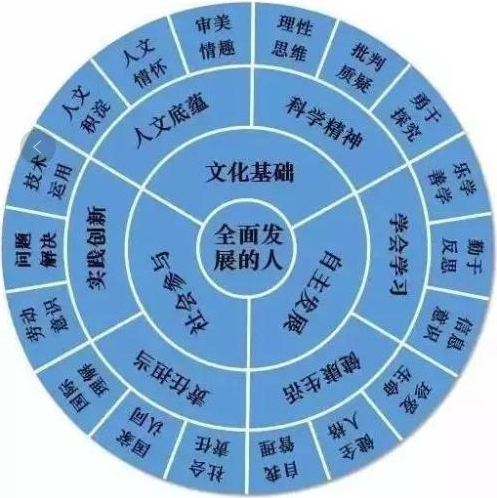 全面发
展的人
文化基础
自主发展
社会参与
人文底蕴
科学精神
学会学习
健康生活
责任担当
实践创新
人文
积淀
人文
情怀
审美
情趣
理性
思维
批判
质疑
勇于
探究
乐学
善学
勤于
反思
信息
意识
珍爱
生命
健全
人格
自我
管理
社会
责任
国家
认同
国际
理解
劳动
意识
问题
解决
技术
运用